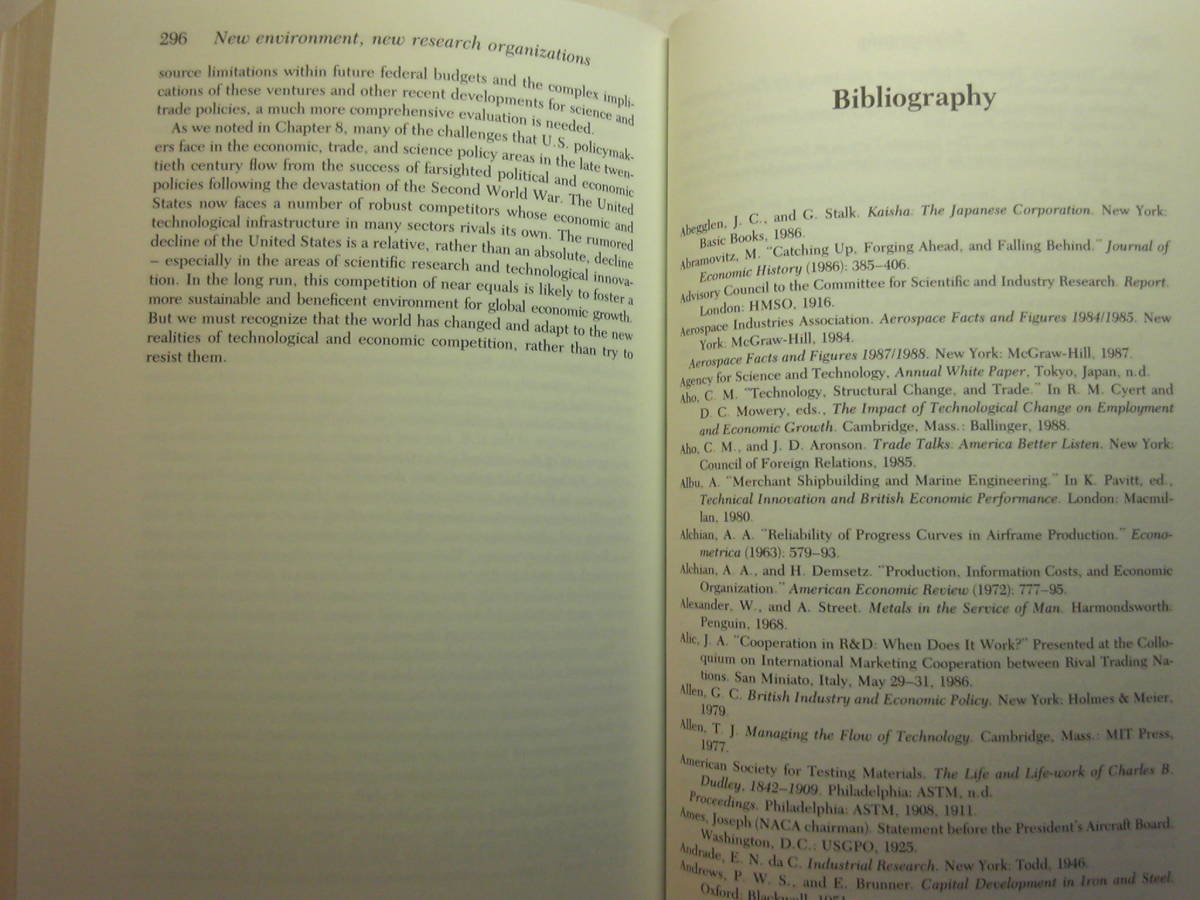 296 New environment, new research organizations
source limitations within future federal budgets and the complex impli-
cations of these ventures and other recent developments for science and
trade policies, a much more comprehensive evaluation is needed.
As we noted in Chapter 8, many of the challenges that U.S. policymak-
ers face in the economic, trade, and science policy areas in the late twen-
tieth century flow from the success of farsighted political and economic
policies following the devastation of the Second World War. The United
States now faces a number of robust competitors whose economic and
technological infrastructure in many sectors rivals its own. The rumored
decline of the United States is a relative, rather than an absolute, decline
– especially in the areas of scientific research and technological innova-
tion. In the long run, this competition of near equals is likely to foster a
more sustainable and beneficent environment for global economic growth.
But we must recognize that the world has changed and adapt to the new
realities of technological and economic competition, rather than try to
resist them.
Bibliography
Abegglen, J. C., and G. Stalk. Kaisha: The Japanese Corporation. New York:
Basic Books, 1986.
Abramovitz, M. "Catching Up, Forging Ahead, and Falling Behind." Journal of
Economic History (1986): 385–406.
Advisory Council to the Committee for Scientific and Industry Research. Report.
London: HMSO, 1916.
Aerospace Industries Association. Aerospace Facts and Figures 1984/1985. New
York: McGraw-Hill, 1984.
Aerospace Facts and Figures 1987/1988. New York: McGraw-Hill, 1987.
Agency for Science and Technology, Annual White Paper, Tokyo, Japan, n.d.
Aho, C. M. "Technology, Structural Change, and Trade." In R. M. Cyert and
D. C. Mowery, eds., The Impact of Technological Change on Employment
and Economic Growth. Cambridge, Mass.: Ballinger, 1988.
Aho, C. M., and J. D. Aronson. Trade Talks: America Better Listen. New York:
Council of Foreign Relations, 1985.
Albu, A. "Merchant Shipbuilding and Marine Engineering." In K. Pavitt, ed.,
Technical Innovation and British Economic Performance. London: Macmil-
lan, 1980.
Alchian, A. A. "Reliability of Progress Curves in Airframe Production." Econo-
metrica (1963): 579–93.
Alchian, A. A., and H. Demsetz. "Production, Information Costs, and Economic
Organization." American Economic Review (1972): 777–95.
Alexander, W., and A. Street. Metals in the Service of Man. Harmondsworth:
Penguin, 1968.
Alic, J. A. "Cooperation in R&D: When Does It Work?" Presented at the Collo-
quium on International Marketing Cooperation between Rival Trading Na-
tions. San Miniato, Italy, May 29–31, 1986.
Allen, G. C. British Industry and Economic Policy. New York: Holmes & Meier,
1979.
Allen, T. J. Managing the Flow of Technology. Cambridge, Mass.: MIT Press,
1977.
American Society for Testing Materials. The Life and Life-work of Charles B.
Dudley, 1842–1909. Philadelphia: ASTM, n.d.
Proceedings. Philadelphia: ASTM, 1908, 1911.
Ames, Joseph (NACA chairman). Statement before the President's Aircraft Board.
Washington, D.C.: USGPO, 1925.
Andrade, E. N. da C. Industrial Research. New York: Todd, 1946.
Andrews, P. W. S., and E. Brunner. Capital Development in Iron and Steel.
Oxford: Blackwell, 1951.